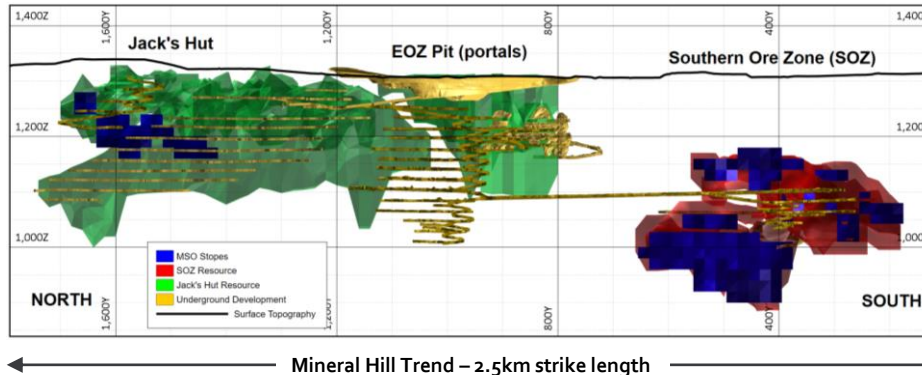 1,400Z
1,600Y
1,200Y
800Y
400Y
1,400Z
Jack's Hut
EOZ Pit (portals)
Southern Ore Zone (SOZ)
1,200Z
1,200Z
1,000Z
1,000Z
MSO Stopes
SOZ Resource
Jack's Hut Resource
Underground Development
Surface Topography
NORTH
SOUTH
1,600Y
1,200Y
800Y
400Y
Mineral Hill Trend – 2.5km strike length